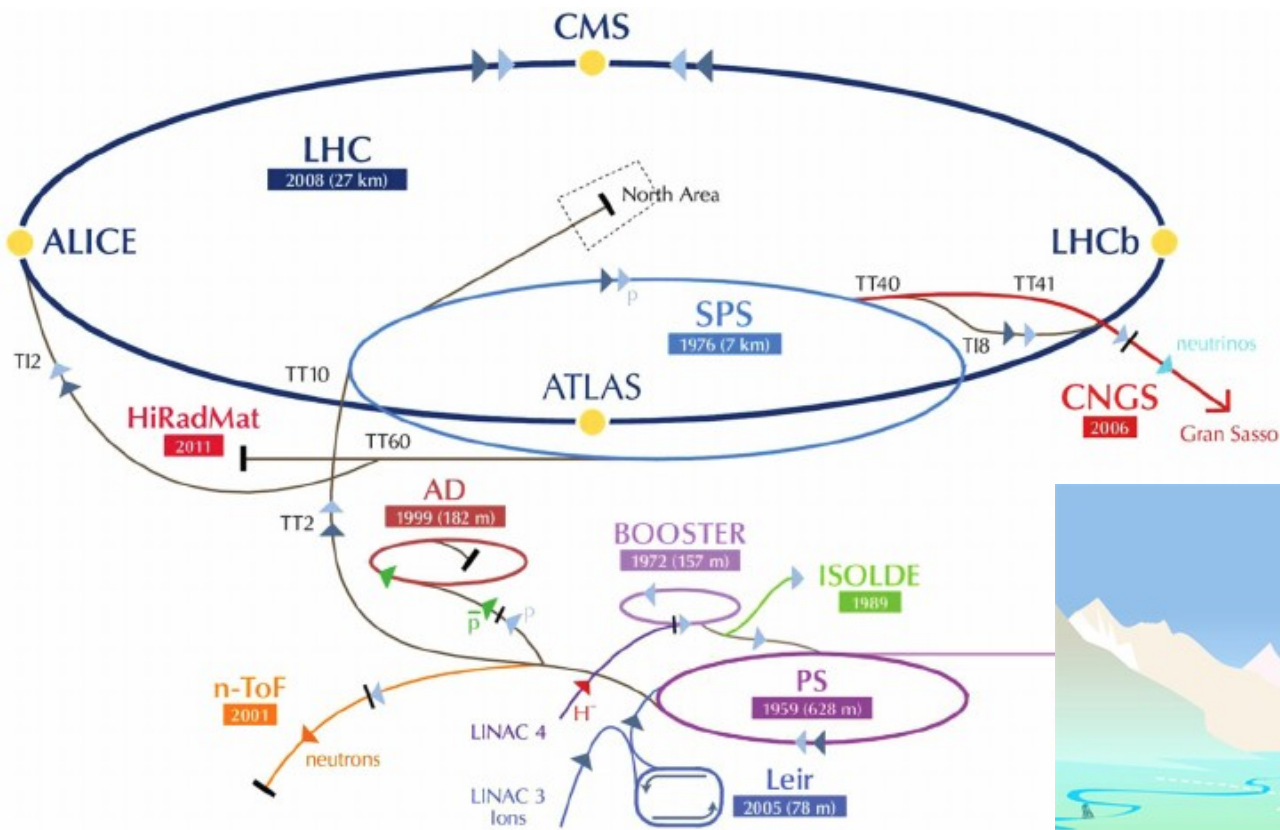 CMS
LHC
2008 (27 km)
North Area
ALICE
LHCb
TT40
TT41
p
SPS
1976 (7 km)
TI8
neutrinos
TI2
TT10
ATLAS
CNGS
2006
HiRadMat
2011
TT60
Gran Sasso
AD
1999 (182 m)
TT2
BOOSTER
1972 (157 m)
ISOLDE
1989
p
p̄
n-ToF
2001
PS
1959 (628 m)
H⁻
LINAC 4
neutrons
Leir
2005 (78 m)
LINAC 3
Ions